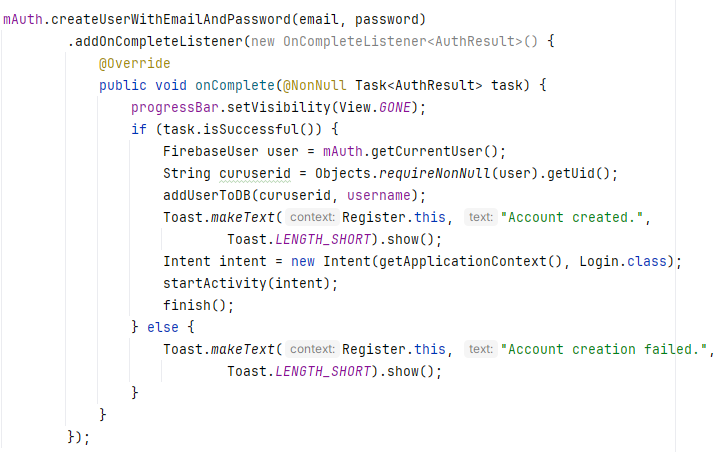 mAuth.createUserWithEmailAndPassword(email, password)
        .addOnCompleteListener(new OnCompleteListener<AuthResult>() {
            @Override
            public void onComplete(@NonNull Task<AuthResult> task) {
                progressBar.setVisibility(View.GONE);
                if (task.isSuccessful()) {
                    FirebaseUser user = mAuth.getCurrentUser();
                    String curuserid = Objects.requireNonNull(user).getUid();
                    addUserToDB(curuserid, username);
                    Toast.makeText( context: Register.this, text: "Account created.",
                            Toast.LENGTH_SHORT).show();
                    Intent intent = new Intent(getApplicationContext(), Login.class);
                    startActivity(intent);
                    finish();
                } else {
                    Toast.makeText( context: Register.this, text: "Account creation failed.",
                            Toast.LENGTH_SHORT).show();
                }
            }
        });